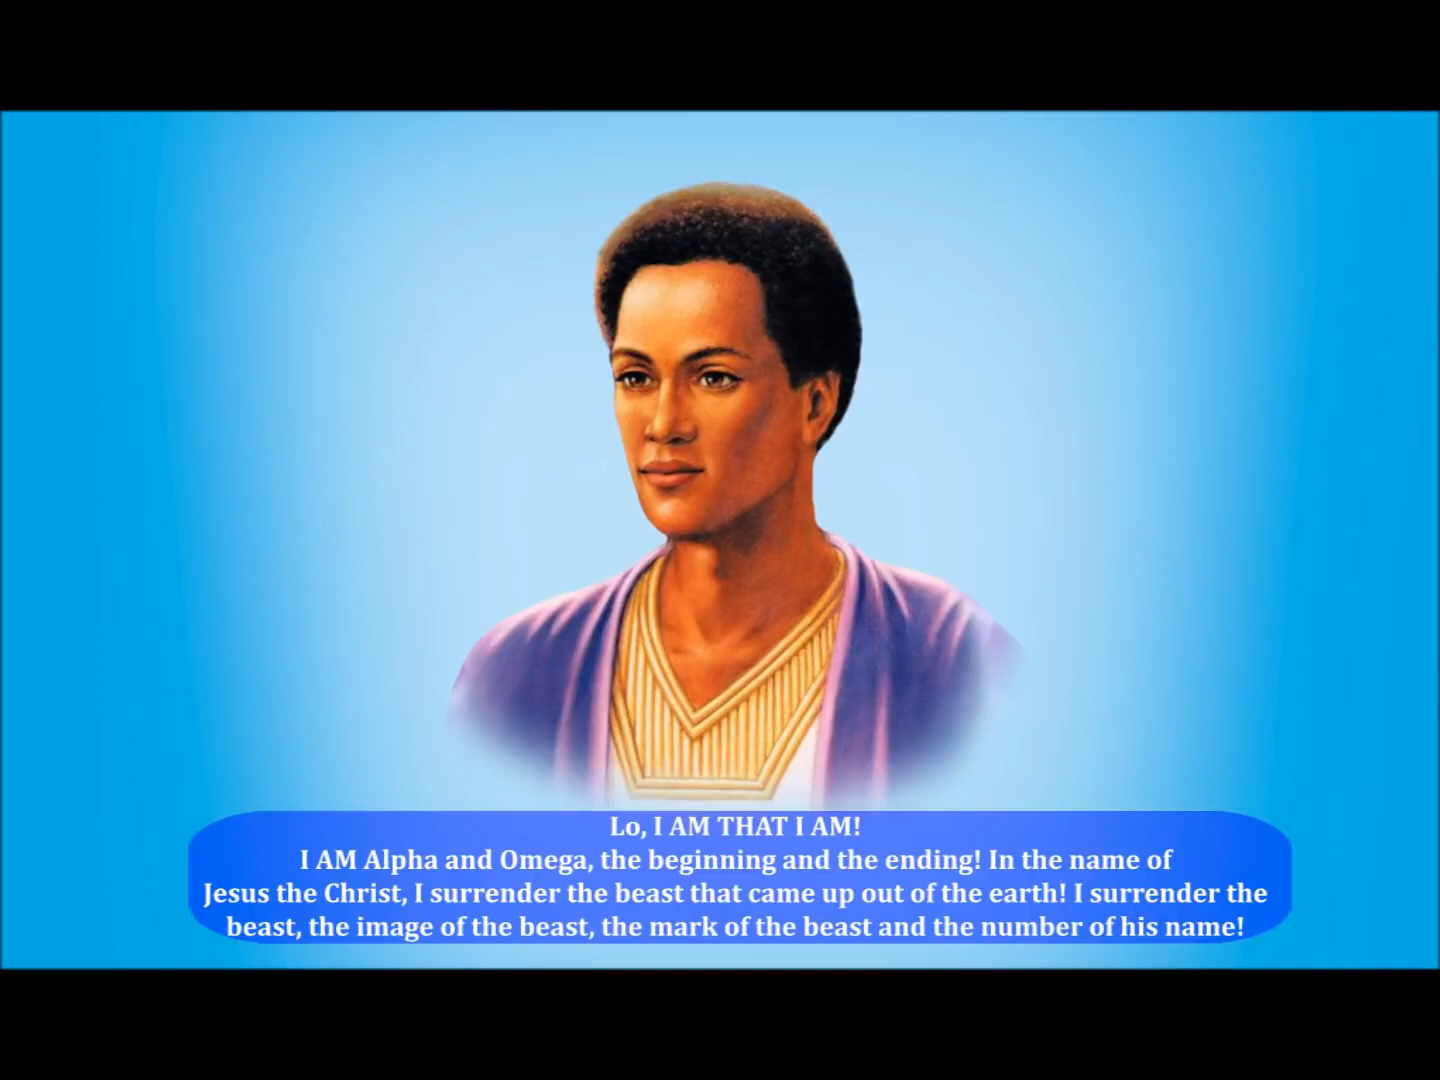 Lo, I AM THAT I AM!
I AM Alpha and Omega, the beginning and the ending! In the name of
Jesus the Christ, I surrender the beast that came up out of the earth! I surrender the
beast, the image of the beast, the mark of the beast and the number of his name!